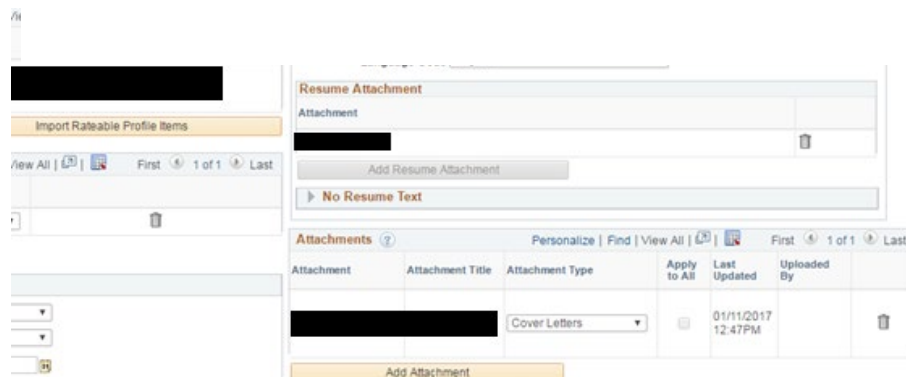 Resume Attachment
Attachment
Import Rateable Profile Items
View All | First 1 of 1 Last
Add Resume Attachment
No Resume Text
Attachments ? Personalize | Find | View All | First 1 of 1 Last
Attachment Attachment Title Attachment Type Apply to All Last Updated Uploaded By
Cover Letters 01/11/2017 12:47PM
Add Attachment